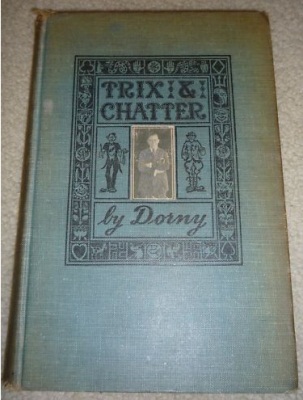 TRIX! & !
CHATTER
by Dorny